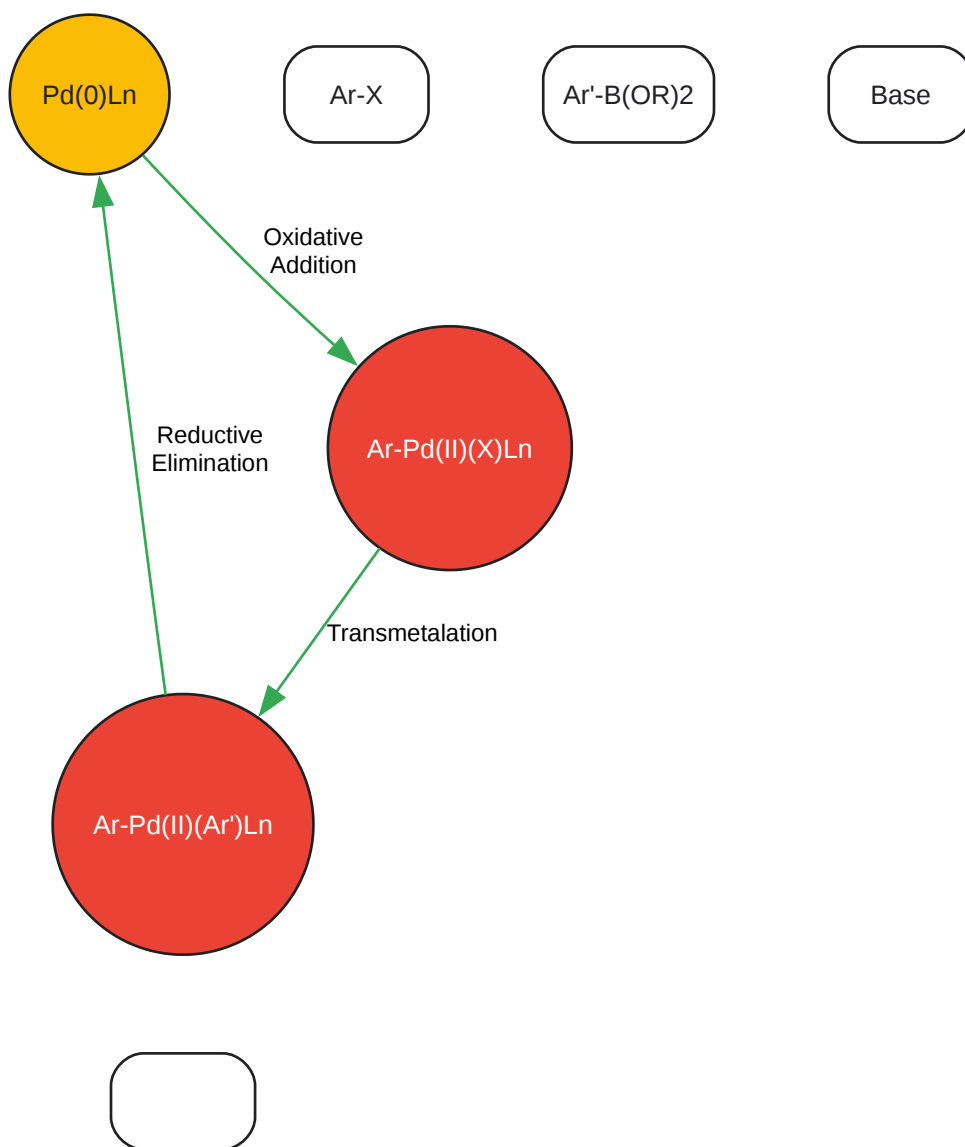 Pd(0)Ln
Ar-X
Ar'-B(OR)2
Base
Oxidative
Addition
Reductive
Elimination
Ar-Pd(II)(X)Ln
Transmetalation
Ar-Pd(II)(Ar')Ln